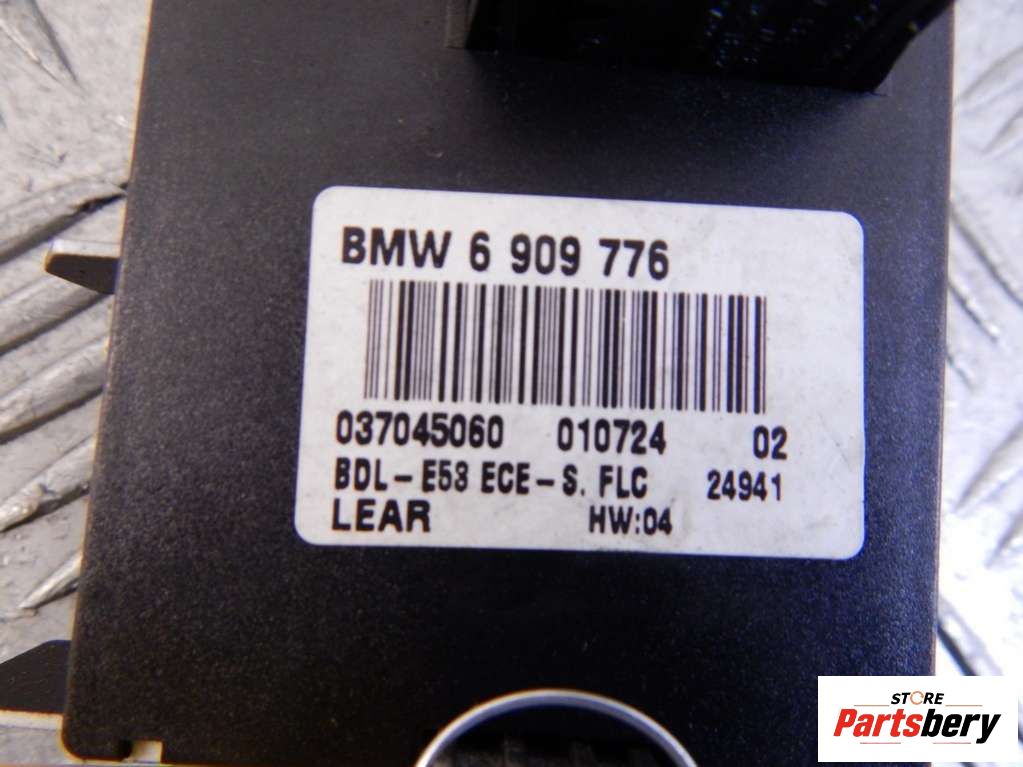 BMW 6 909 776
037045060 010724 02
BDL-E53 ECE-S. FLC 24941
LEAR HW:04
STORE
Partsbery